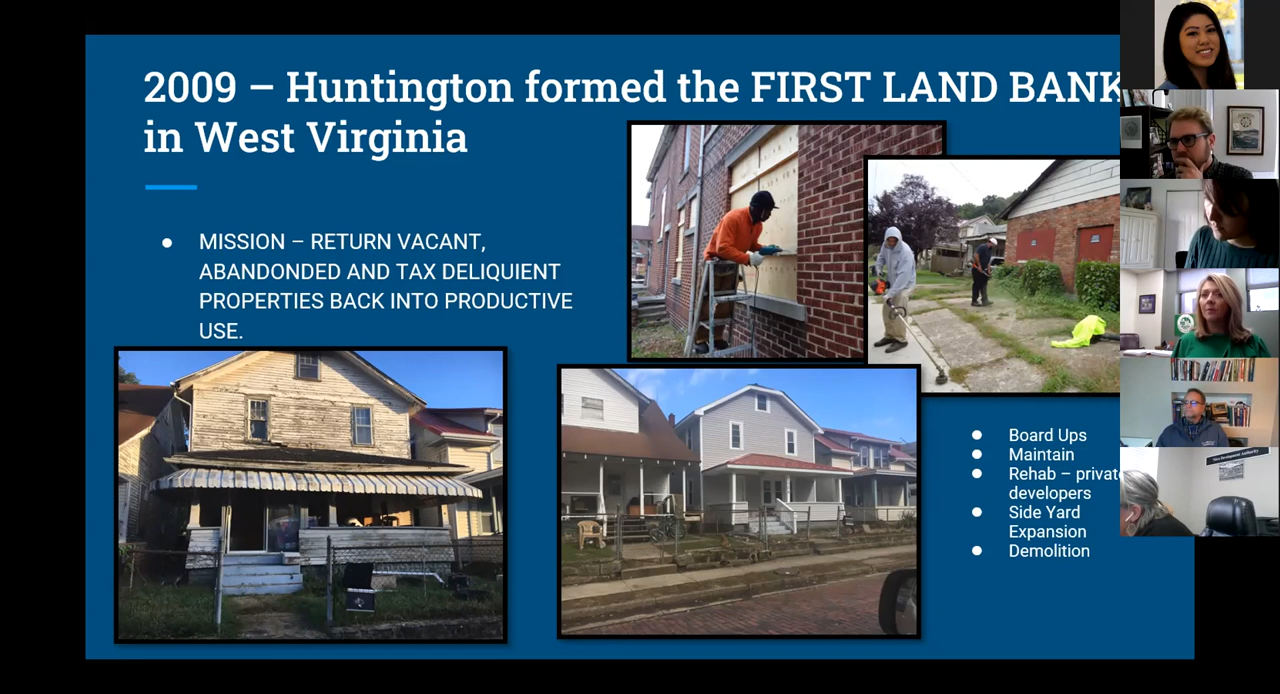 2009 – Huntington formed the FIRST LAND BANK
in West Virginia
MISSION – RETURN VACANT,
ABANDONDED AND TAX DELIQUIENT
PROPERTIES BACK INTO PRODUCTIVE
USE.
Board Ups
Maintain
Rehab – private
developers
Side Yard
Expansion
Demolition